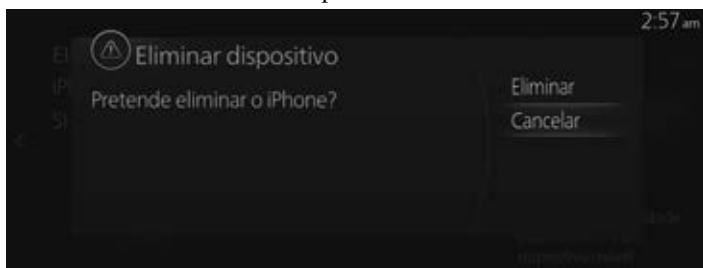 2:57 am
Eliminar dispositivo
Pretende eliminar o iPhone?
Eliminar
Cancelar